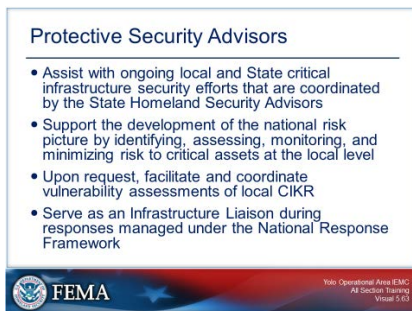 Protective Security Advisors
• Assist with ongoing local and State critical
infrastructure security efforts that are coordinated
by the State Homeland Security Advisors
• Support the development of the national risk
picture by identifying, assessing, monitoring, and
minimizing risk to critical assets at the local level
• Upon request, facilitate and coordinate
vulnerability assessments of local CIKR
• Serve as an Infrastructure Liaison during
responses managed under the National Response
Framework
FEMA
Yolo Operational Area IEMC
All Section Training
Visual 5.63